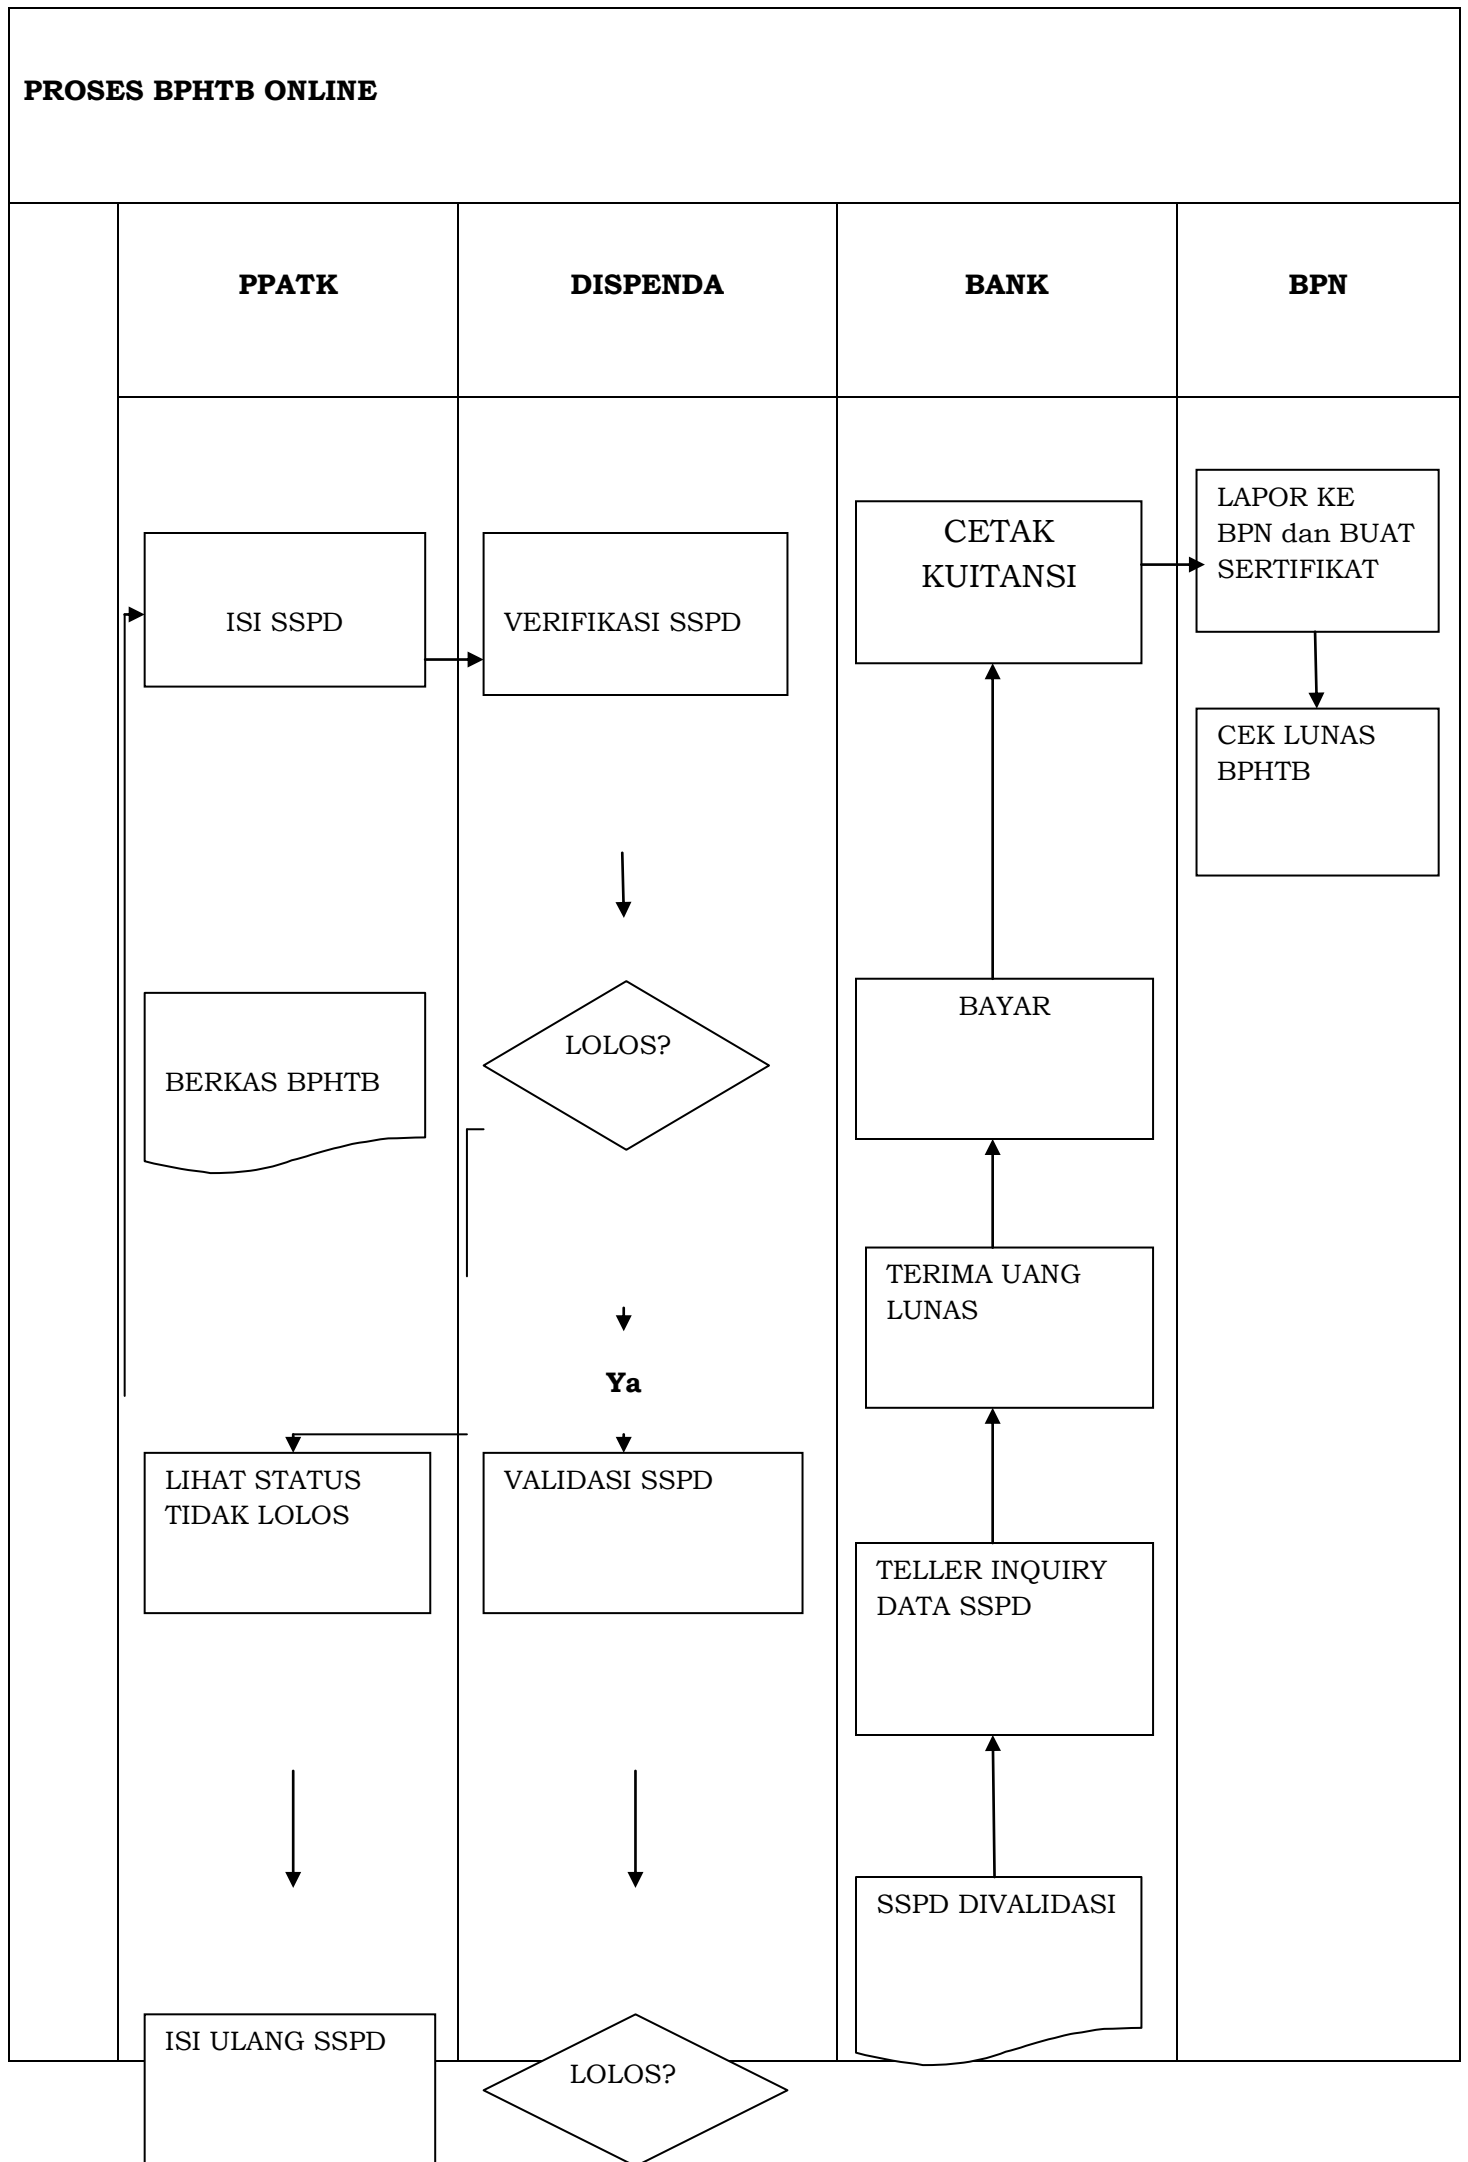 PROSES BPHTB ONLINE
PPATK
DISPENDA
BANK
BPN
ISI SSPD
VERIFIKASI SSPD
CETAK
KUITANSI
LAPOR KE
BPN dan BUAT
SERTIFIKAT
CEK LUNAS
BPHTB
BERKAS BPHTB
LOLOS?
BAYAR
TERIMA UANG
LUNAS
Ya
LIHAT STATUS
TIDAK LOLOS
VALIDASI SSPD
TELLER INQUIRY
DATA SSPD
SSPD DIVALIDASI
ISI ULANG SSPD
LOLOS?